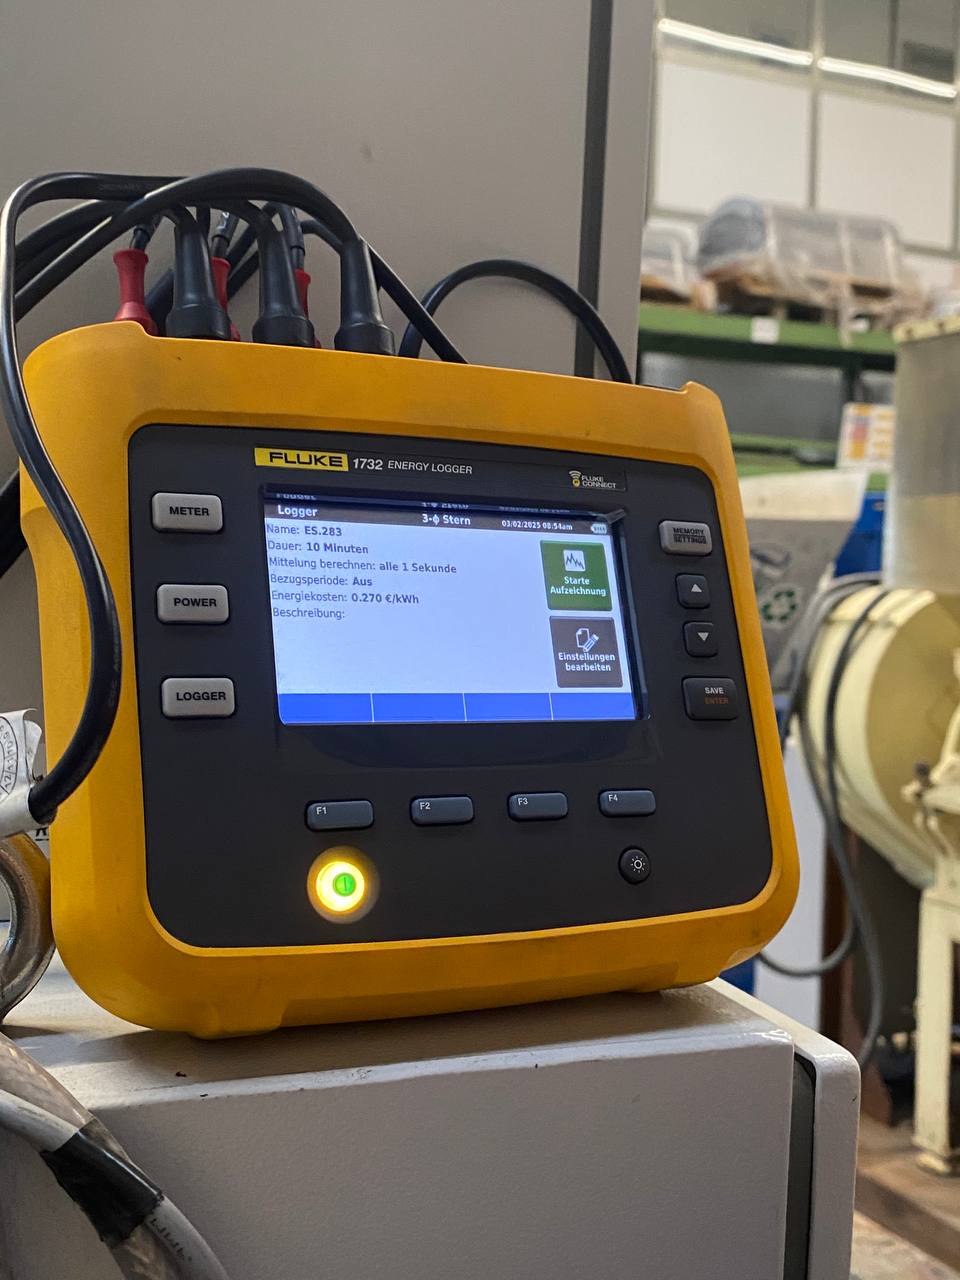 FLUKE 1732 ENERGY LOGGER
FLUKE CONNECT
METER
POWER
LOGGER
Logger
3-ϕ Stern
03/02/2025 08:54am
Name: ES.283
Dauer: 10 Minuten
Mittelung berechnen: alle 1 Sekunde
Bezugsperiode: Aus
Energiekosten: 0.270 €/kWh
Beschreibung:
Starte
Aufzeichnung
Einstellungen
bearbeiten
MEMORY
SETTINGS
SAVE
ENTER
F1
F2
F3
F4